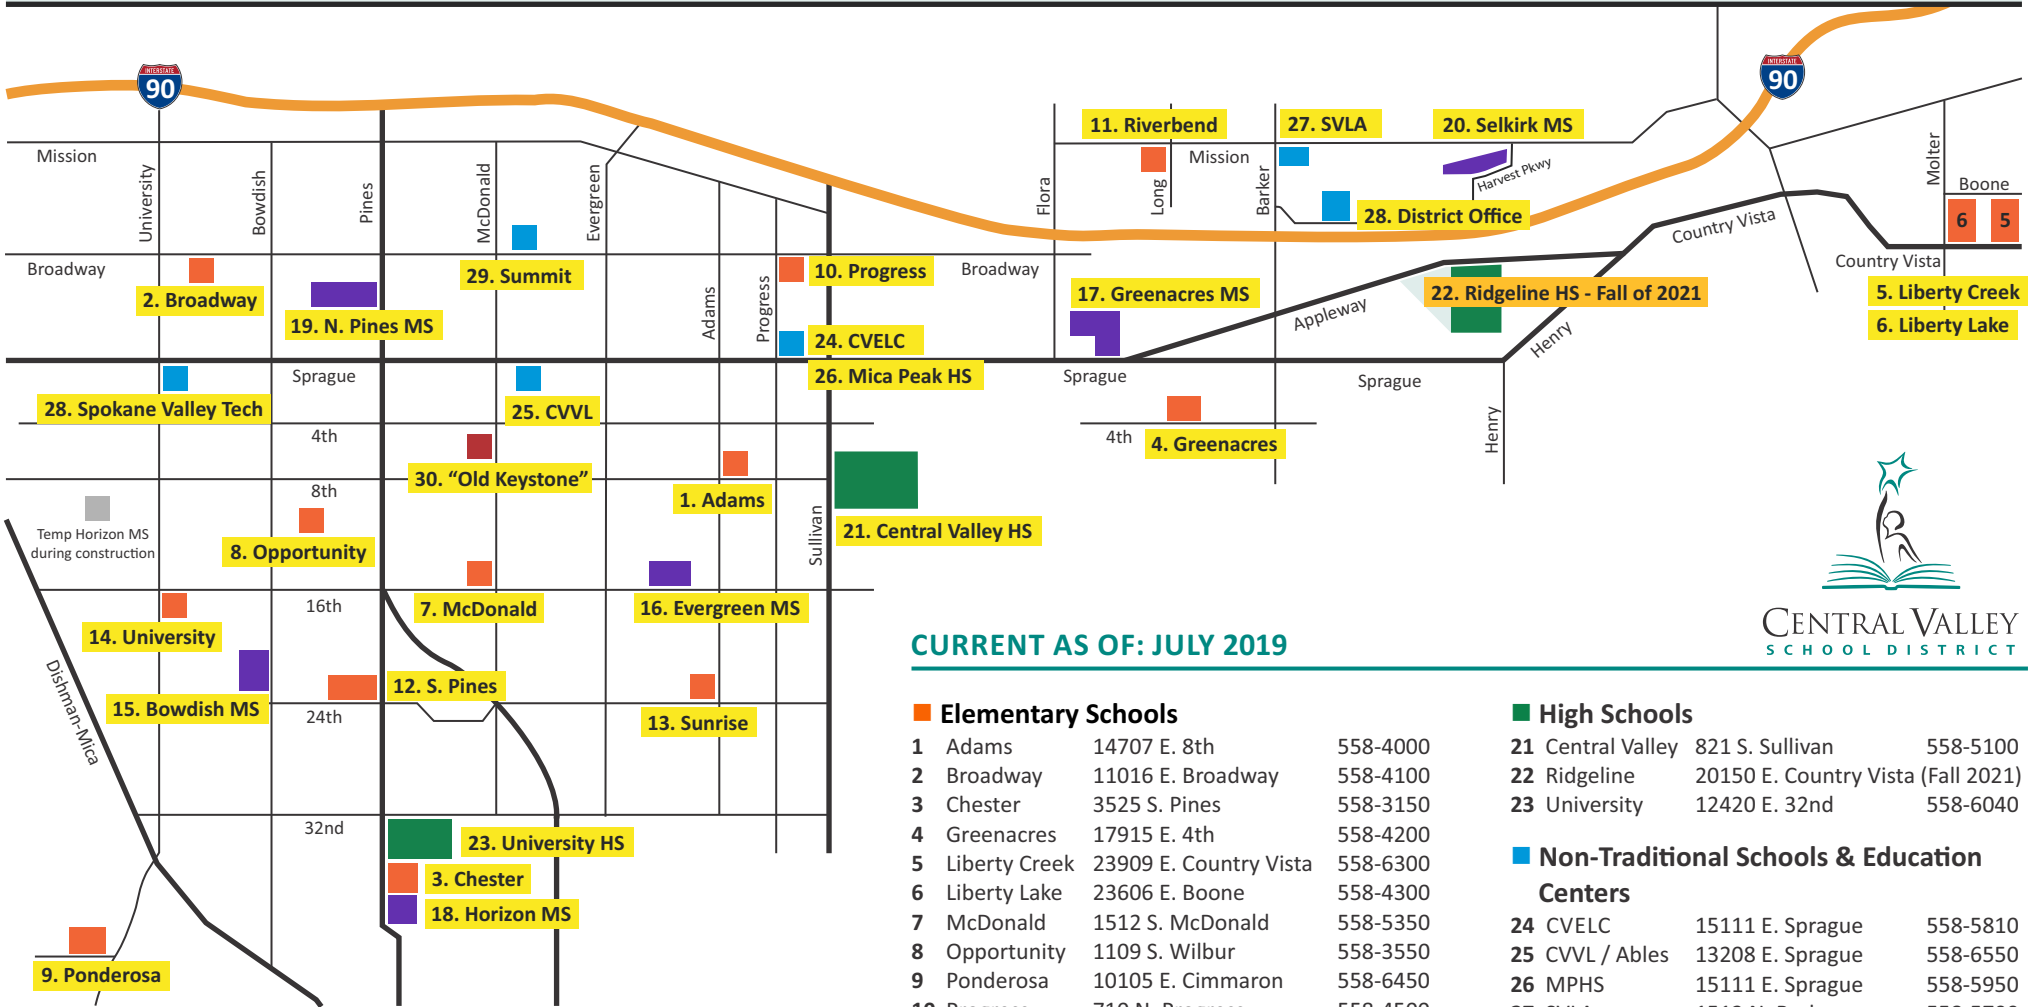 INTERSTATE
90
INTERSTATE
90
Mission
University
Bowdish
Pines
McDonald
Evergreen
Flora
11. Riverbend
Long
Mission
27. SVLA
Barker
20. Selkirk MS
Harvest Pkwy
28. District Office
Molter
Boone
6
5
Country Vista
Country Vista
5. Liberty Creek
6. Liberty Lake
Broadway
2. Broadway
19. N. Pines MS
29. Summit
Adams
Progress
10. Progress
Broadway
17. Greenacres MS
Appleway
22. Ridgeline HS - Fall of 2021
Henry
24. CVELC
26. Mica Peak HS
Sprague
Sprague
Sprague
28. Spokane Valley Tech
25. CVVL
4th
4th
4. Greenacres
Henry
30. “Old Keystone”
8th
1. Adams
Sullivan
21. Central Valley HS
Temp Horizon MS
during construction
8. Opportunity
16th
7. McDonald
16. Evergreen MS
14. University
Dishman-Mica
15. Bowdish MS
12. S. Pines
24th
13. Sunrise
32nd
23. University HS
3. Chester
18. Horizon MS
9. Ponderosa
CENTRAL VALLEY
SCHOOL DISTRICT
CURRENT AS OF: JULY 2019
Elementary Schools
1 Adams 14707 E. 8th 558-4000
2 Broadway 11016 E. Broadway 558-4100
3 Chester 3525 S. Pines 558-3150
4 Greenacres 17915 E. 4th 558-4200
5 Liberty Creek 23909 E. Country Vista 558-6300
6 Liberty Lake 23606 E. Boone 558-4300
7 McDonald 1512 S. McDonald 558-5350
8 Opportunity 1109 S. Wilbur 558-3550
9 Ponderosa 10105 E. Cimmaron 558-6450
High Schools
21 Central Valley 821 S. Sullivan 558-5100
22 Ridgeline 20150 E. Country Vista (Fall 2021)
23 University 12420 E. 32nd 558-6040
Non-Traditional Schools & Education
Centers
24 CVELC 15111 E. Sprague 558-5810
25 CVVL / Ables 13208 E. Sprague 558-6550
26 MPHS 15111 E. Sprague 558-5950